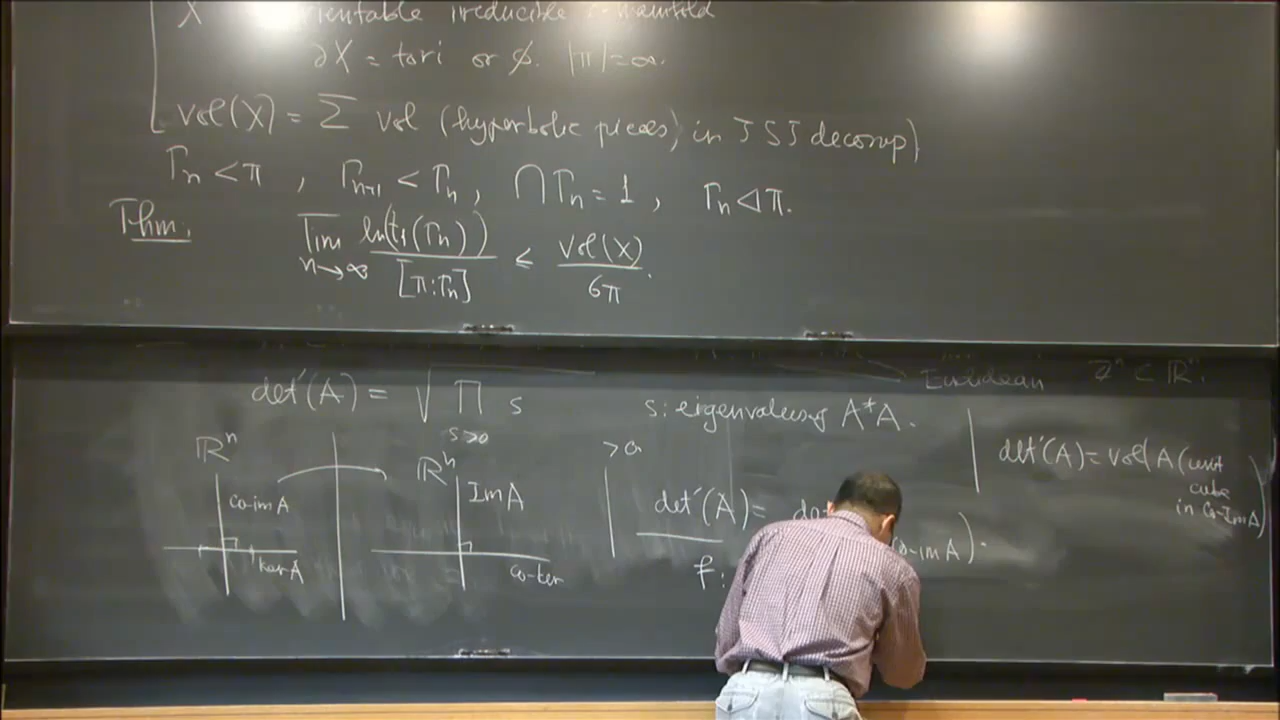 X orientable irreducible 3-manifold
∂X = tori or ∅. |π| = ∞.
vol(X) = Σ vol (hyperbolic pieces, in JSJ decomp)
Γn < π , Γn+1 < Γn , ∩ Γn = 1 , Γn ◁ π.
Thm. lim n→∞ ln(t1(Γn)) / [π:Γn] ≤ vol(X) / 6π .
Euclidean Zⁿ ⊂ Rⁿ.
det'(A) = √ ∏ s>0 s s: eigenvalues of A*A.
Rⁿ Rⁿ >0
co-im A Im A
ker A co-ker
det'(A) =
(co-im A).
f:
det'(A) = vol( A (unit
cube
in Co-Im A)